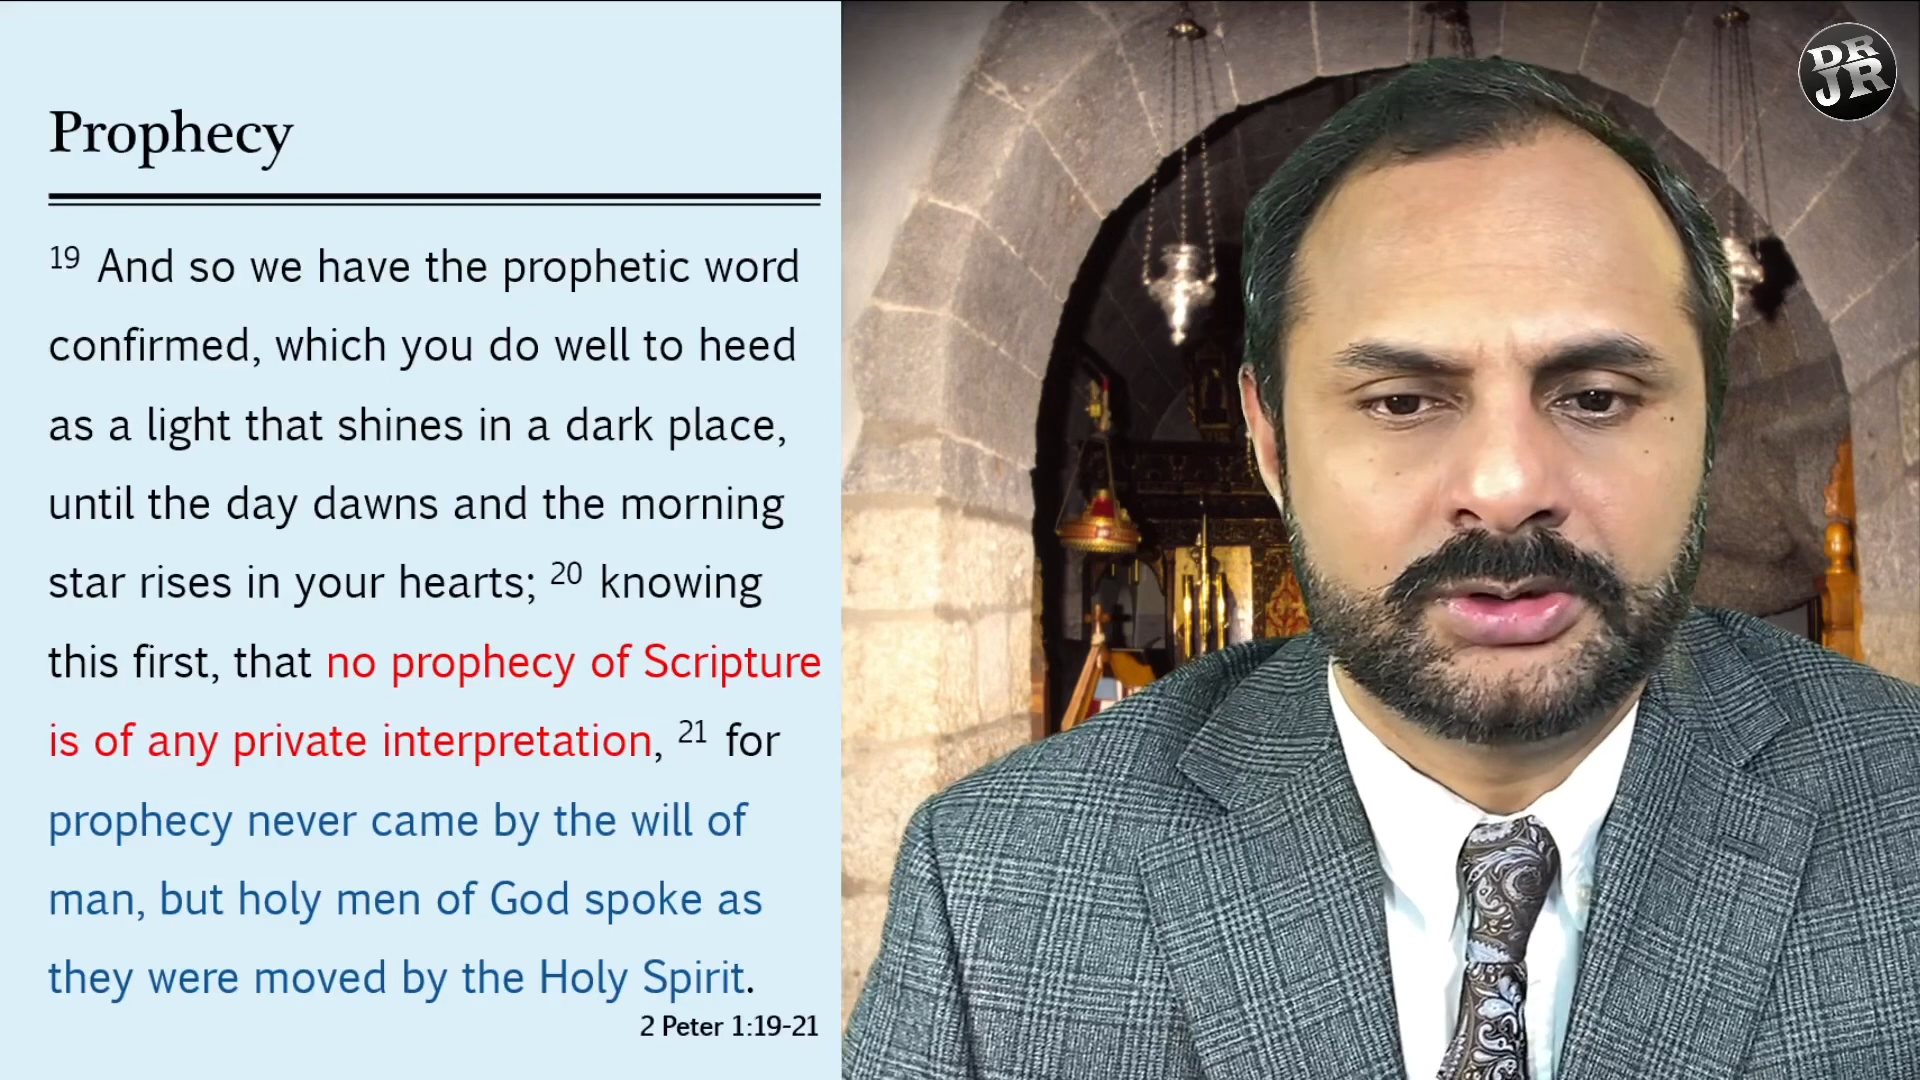 Prophecy
19 And so we have the prophetic word
confirmed, which you do well to heed
as a light that shines in a dark place,
until the day dawns and the morning
star rises in your hearts; 20 knowing
this first, that no prophecy of Scripture
is of any private interpretation, 21 for
prophecy never came by the will of
man, but holy men of God spoke as
they were moved by the Holy Spirit.
2 Peter 1:19-21
DR
JR